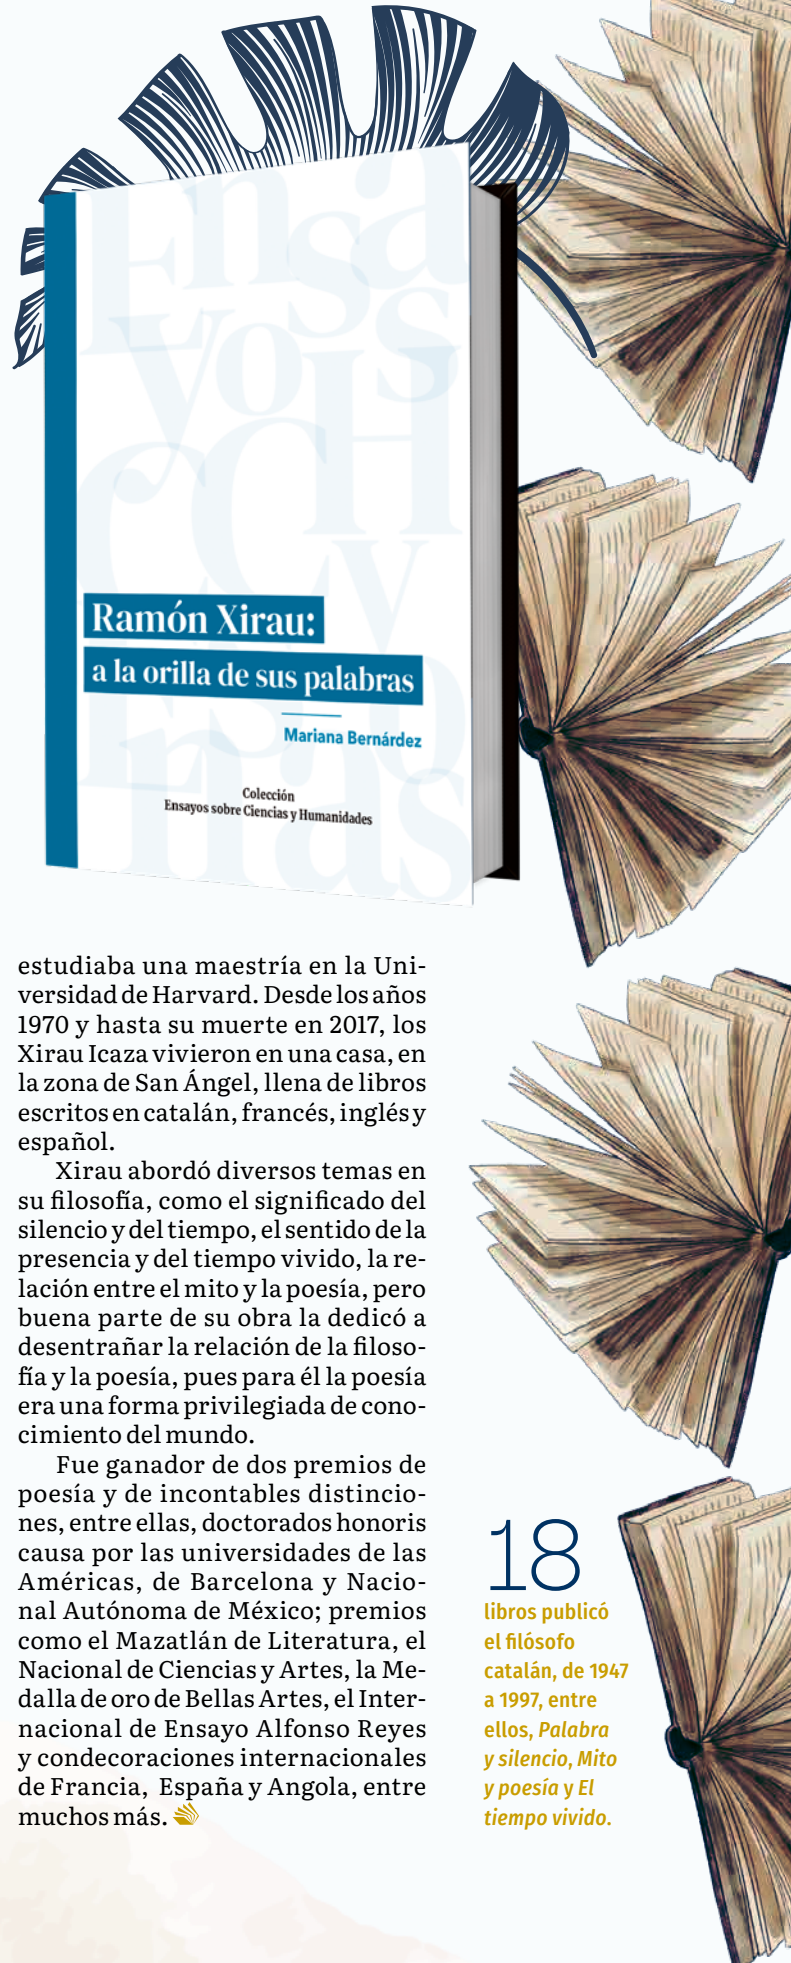 Ensa
yos
CCH
y
Ramón Xirau:
a la orilla de sus palabras
Mariana Bernárdez
Colección
Ensayos sobre Ciencias y Humanidades
estudiaba una maestría en la Uni-
versidad de Harvard. Desde los años
1970 y hasta su muerte en 2017, los
Xirau Icaza vivieron en una casa, en
la zona de San Ángel, llena de libros
escritos en catalán, francés, inglés y
español.
Xirau abordó diversos temas en
su filosofía, como el significado del
silencio y del tiempo, el sentido de la
presencia y del tiempo vivido, la re-
lación entre el mito y la poesía, pero
buena parte de su obra la dedicó a
desentrañar la relación de la filoso-
fía y la poesía, pues para él la poesía
era una forma privilegiada de cono-
cimiento del mundo.
Fue ganador de dos premios de
poesía y de incontables distincio-
nes, entre ellas, doctorados honoris
causa por las universidades de las
Américas, de Barcelona y Nacio-
nal Autónoma de México; premios
como el Mazatlán de Literatura, el
Nacional de Ciencias y Artes, la Me-
dalla de oro de Bellas Artes, el Inter-
nacional de Ensayo Alfonso Reyes
y condecoraciones internacionales
de Francia, España y Angola, entre
muchos más.
18
libros publicó
el filósofo
catalán, de 1947
a 1997, entre
ellos, Palabra
y silencio, Mito
y poesía y El
tiempo vivido.